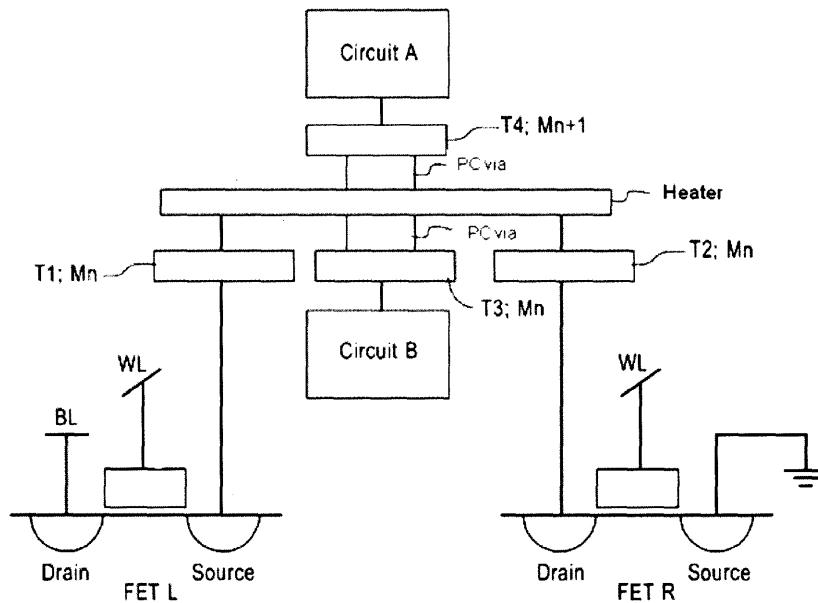 Circuit A
T4; Mn+1
PC via
Heater
PC via
T1; Mn
T2; Mn
T3; Mn
Circuit B
WL
WL
BL
Drain
Source
Drain
Source
FET L
FET R